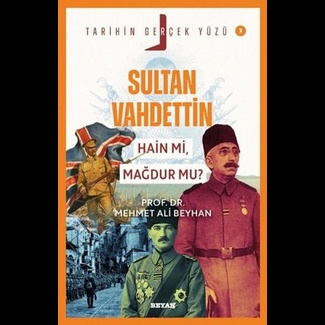 TARİHİN GERÇEK YÜZÜ
SULTAN
VAHDETTİN
HAİN Mİ,
MAĞDUR MU?
PROF. DR.
MEHMET ALİ BEYHAN
BEYAN